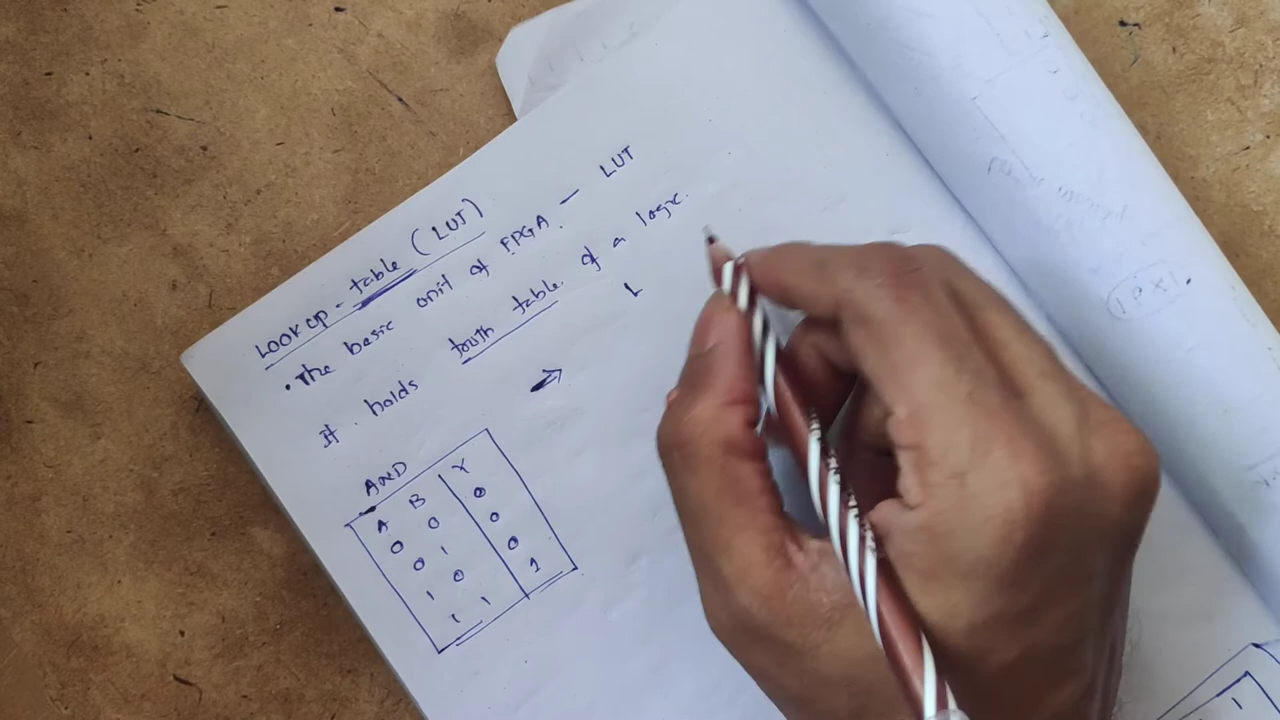 Look up - table (LUT)
• The basic unit of FPGA. — LUT
It holds truth table of a logic.
⇒ L
AND
A B Y
0 0 0
0 1 0
1 0 0
1 1 1